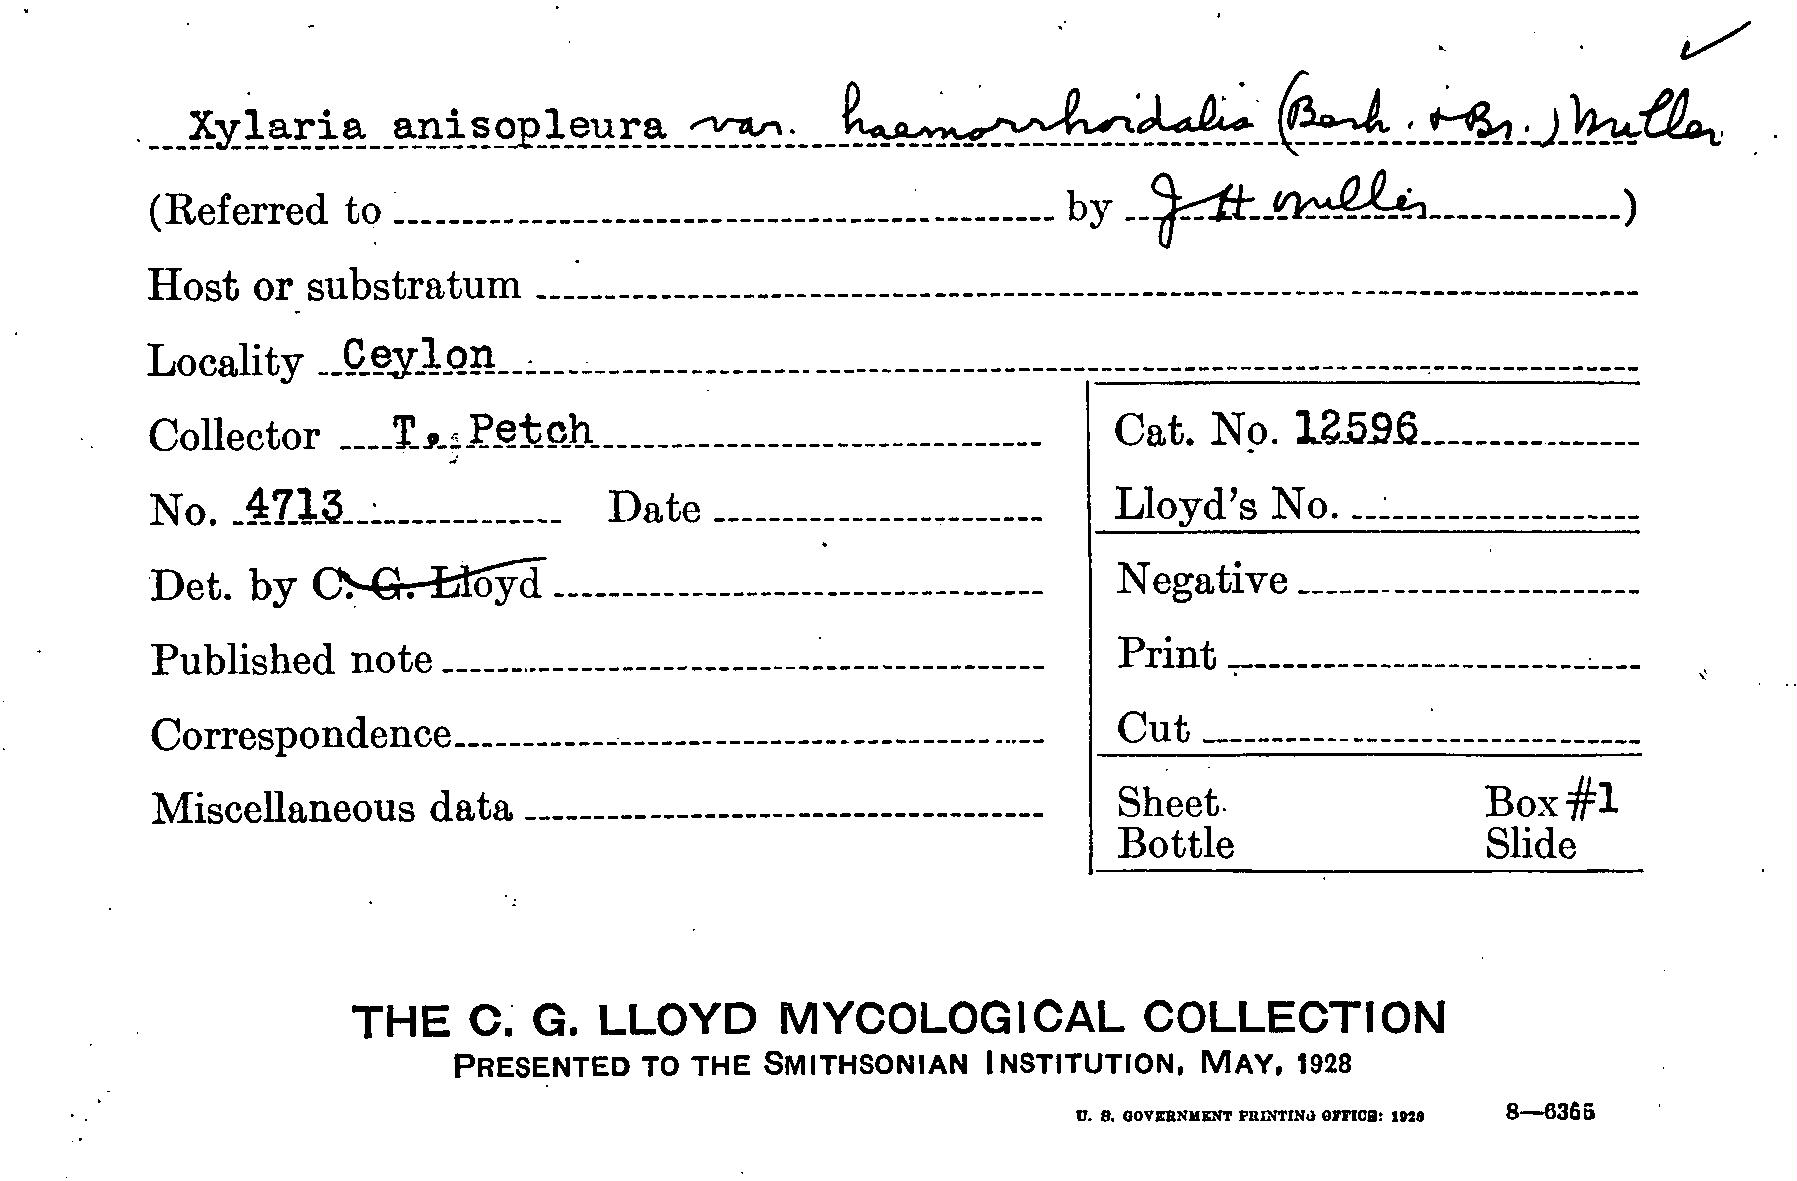 Xylaria anisopleura var. haemorrhoidalis (Berk. & Br.) Miller
(Referred to by J H Miller)
Host or substratum
Locality Ceylon
Collector T. Petch
No. 4713 Date
Det. by C. G. Lloyd
Published note
Correspondence
Miscellaneous data
Cat. No. 12596
Lloyd's No.
Negative
Print
Cut
Sheet Box #1
Bottle Slide
THE C. G. LLOYD MYCOLOGICAL COLLECTION
PRESENTED TO THE SMITHSONIAN INSTITUTION, MAY, 1928
U. S. GOVERNMENT PRINTING OFFICE: 1928 8—6365